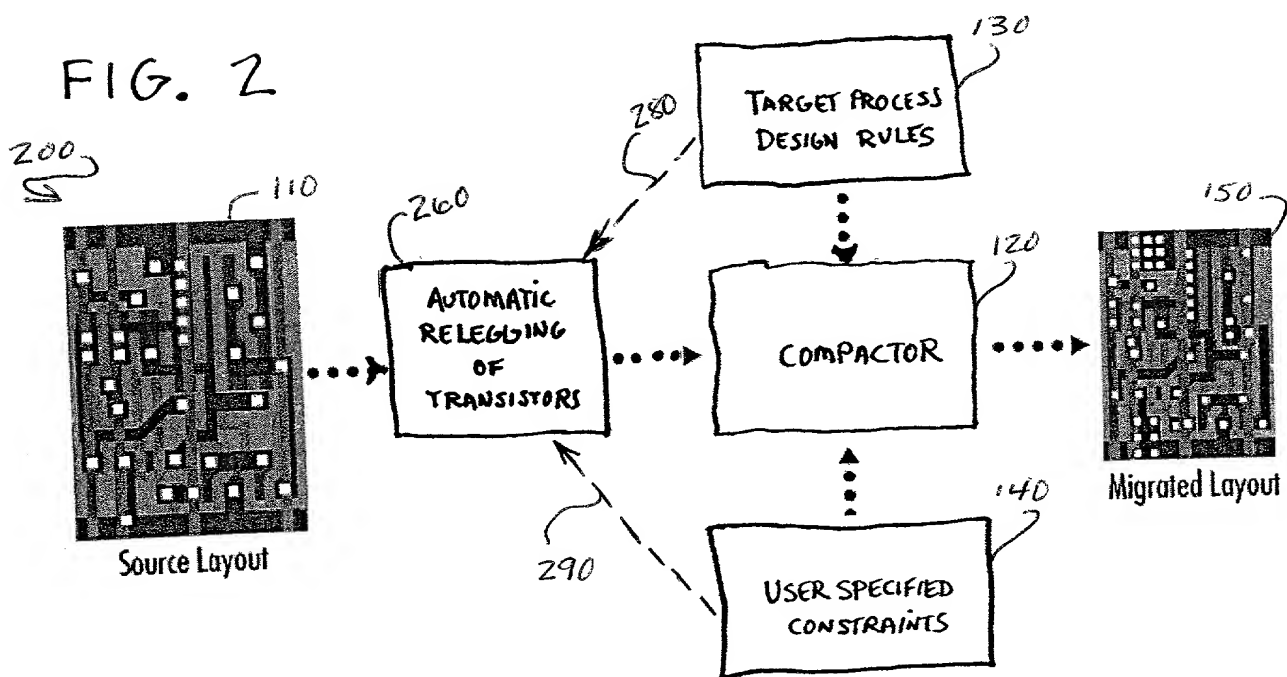 FIG. 2
200
110
Source Layout
260
AUTOMATIC
RELEGGING
OF
TRANSISTORS
280
290
130
TARGET PROCESS
DESIGN RULES
120
COMPACTOR
140
USER SPECIFIED
CONSTRAINTS
150
Migrated Layout